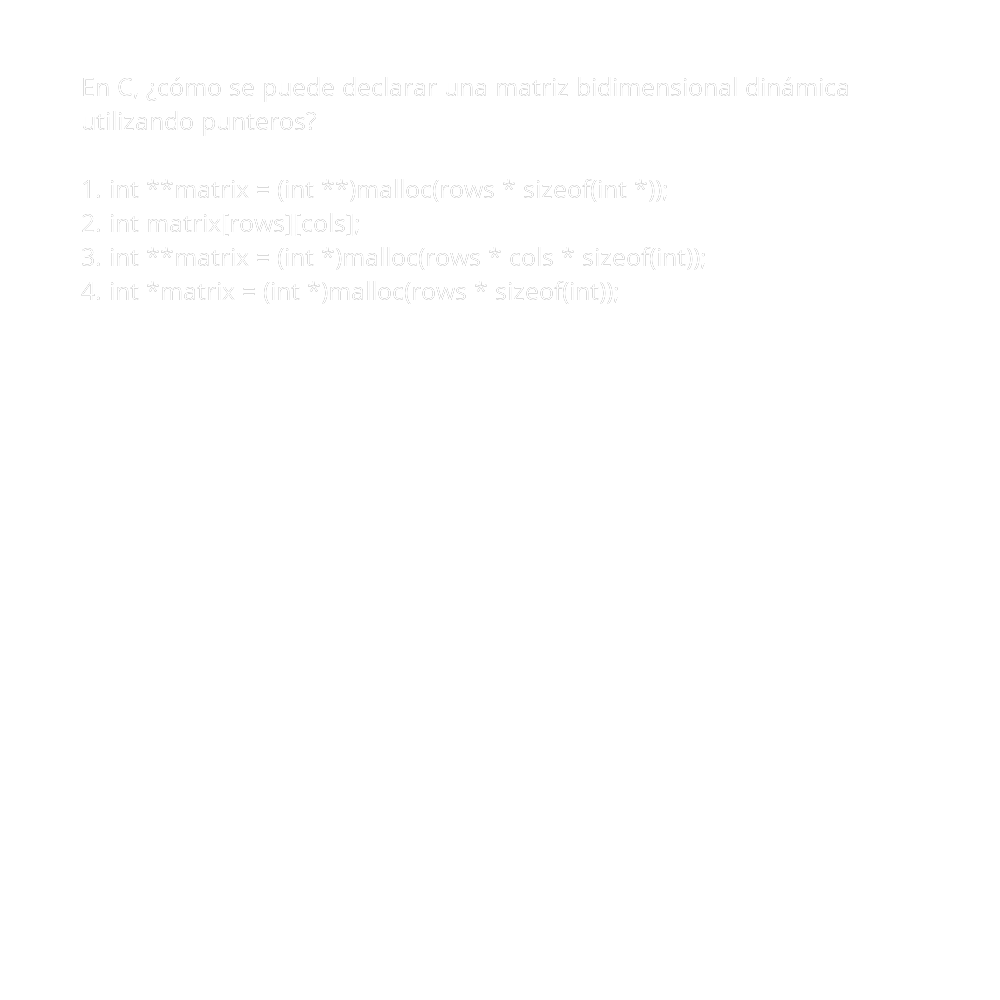 En C, ¿cómo se puede declarar una matriz bidimensional dinámica
utilizando punteros?
1. int **matrix = (int **)malloc(rows * sizeof(int *));
2. int matrix[rows][cols];
3. int **matrix = (int *)malloc(rows * cols * sizeof(int));
4. int *matrix = (int *)malloc(rows * sizeof(int));